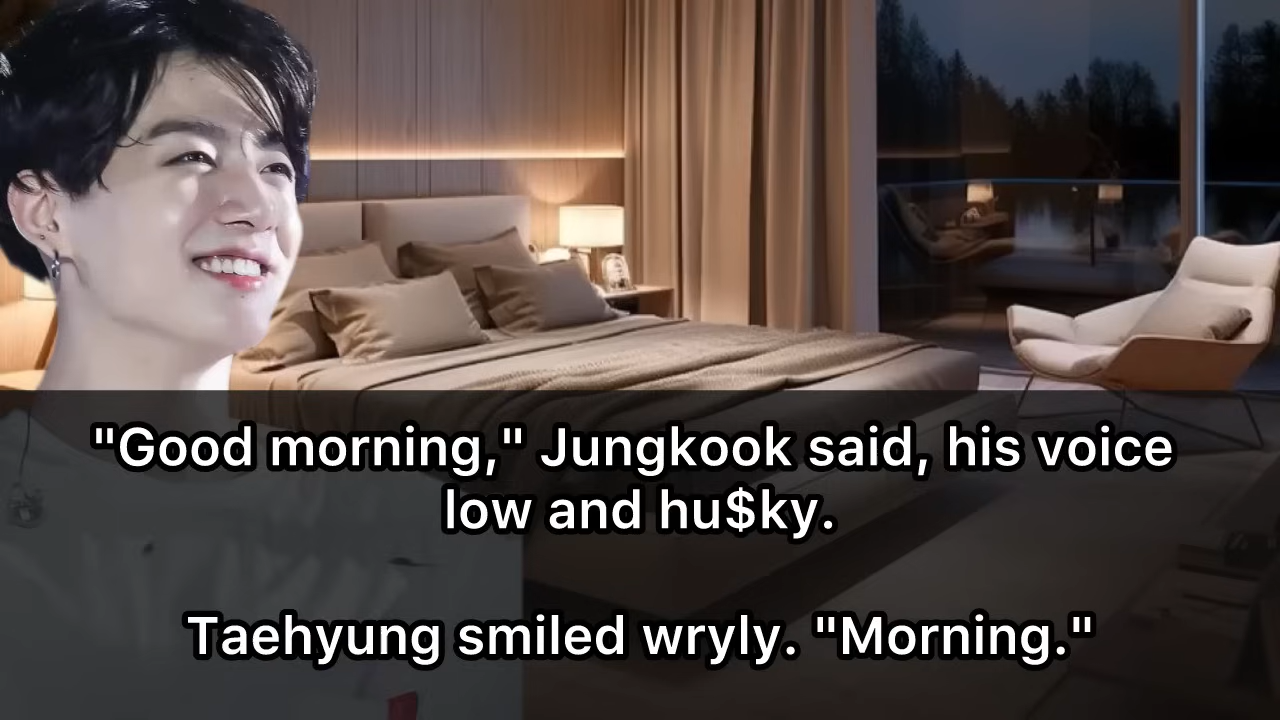 "Good morning," Jungkook said, his voice
low and hu$ky.
Taehyung smiled wryly. "Morning."